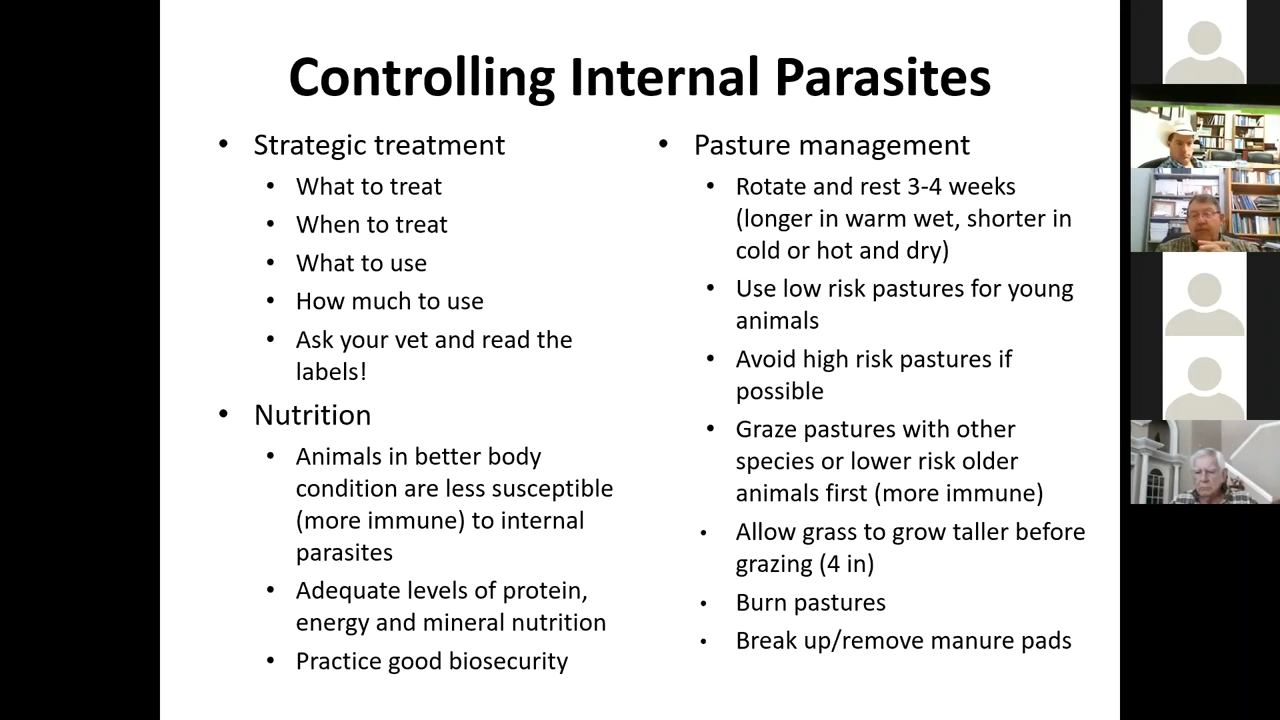 Controlling Internal Parasites
• Strategic treatment
• What to treat
• When to treat
• What to use
• How much to use
• Ask your vet and read the
labels!
• Nutrition
• Animals in better body
condition are less susceptible
(more immune) to internal
parasites
• Adequate levels of protein,
energy and mineral nutrition
• Practice good biosecurity
• Pasture management
• Rotate and rest 3-4 weeks
(longer in warm wet, shorter in
cold or hot and dry)
• Use low risk pastures for young
animals
• Avoid high risk pastures if
possible
• Graze pastures with other
species or lower risk older
animals first (more immune)
• Allow grass to grow taller before
grazing (4 in)
• Burn pastures
• Break up/remove manure pads